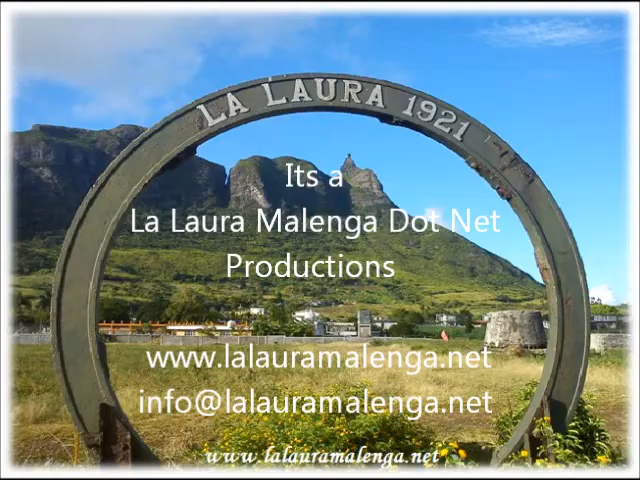 LA LAURA 1921
Its a
La Laura Malenga Dot Net
Productions
www.lalauramalenga.net
info@lalauramalenga.net
www.lalauramalenga.net